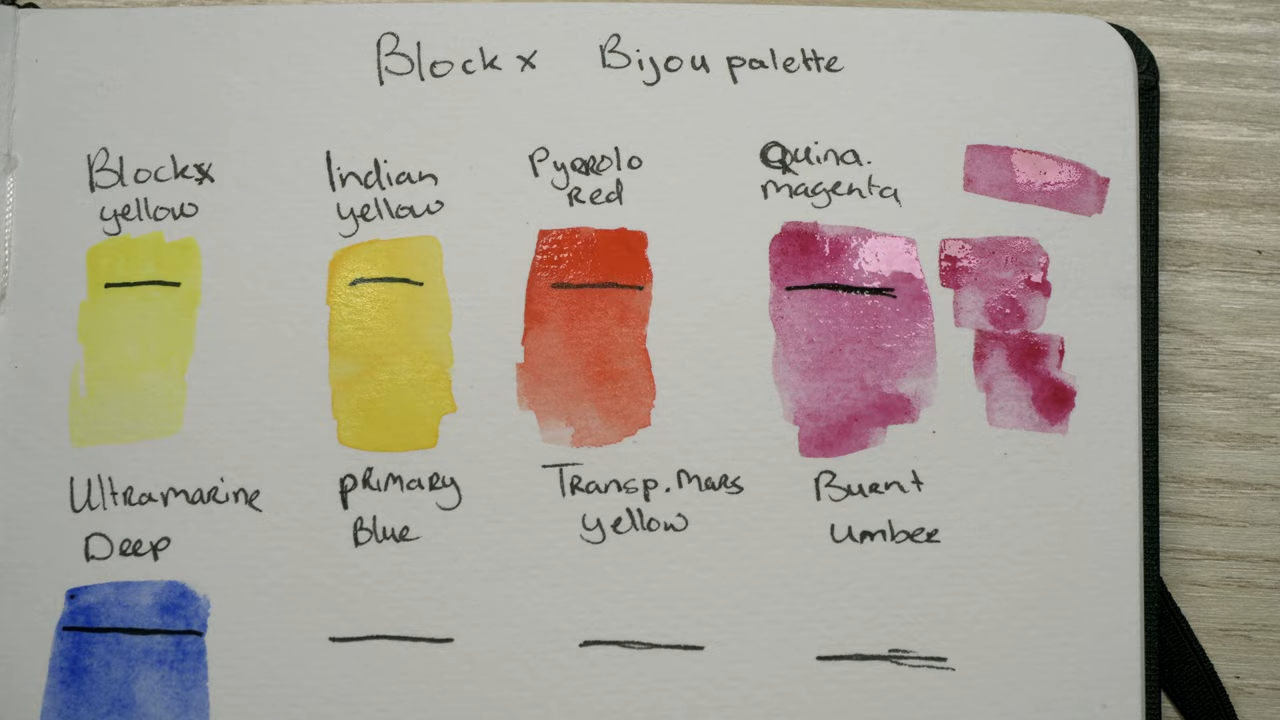 Blockx Bijou palette
Blockx
yellow
Indian
yellow
Pyrrolo
Red
Quina.
magenta
Ultramarine
Deep
primary
Blue
Transp. Mars
yellow
Burnt
umber